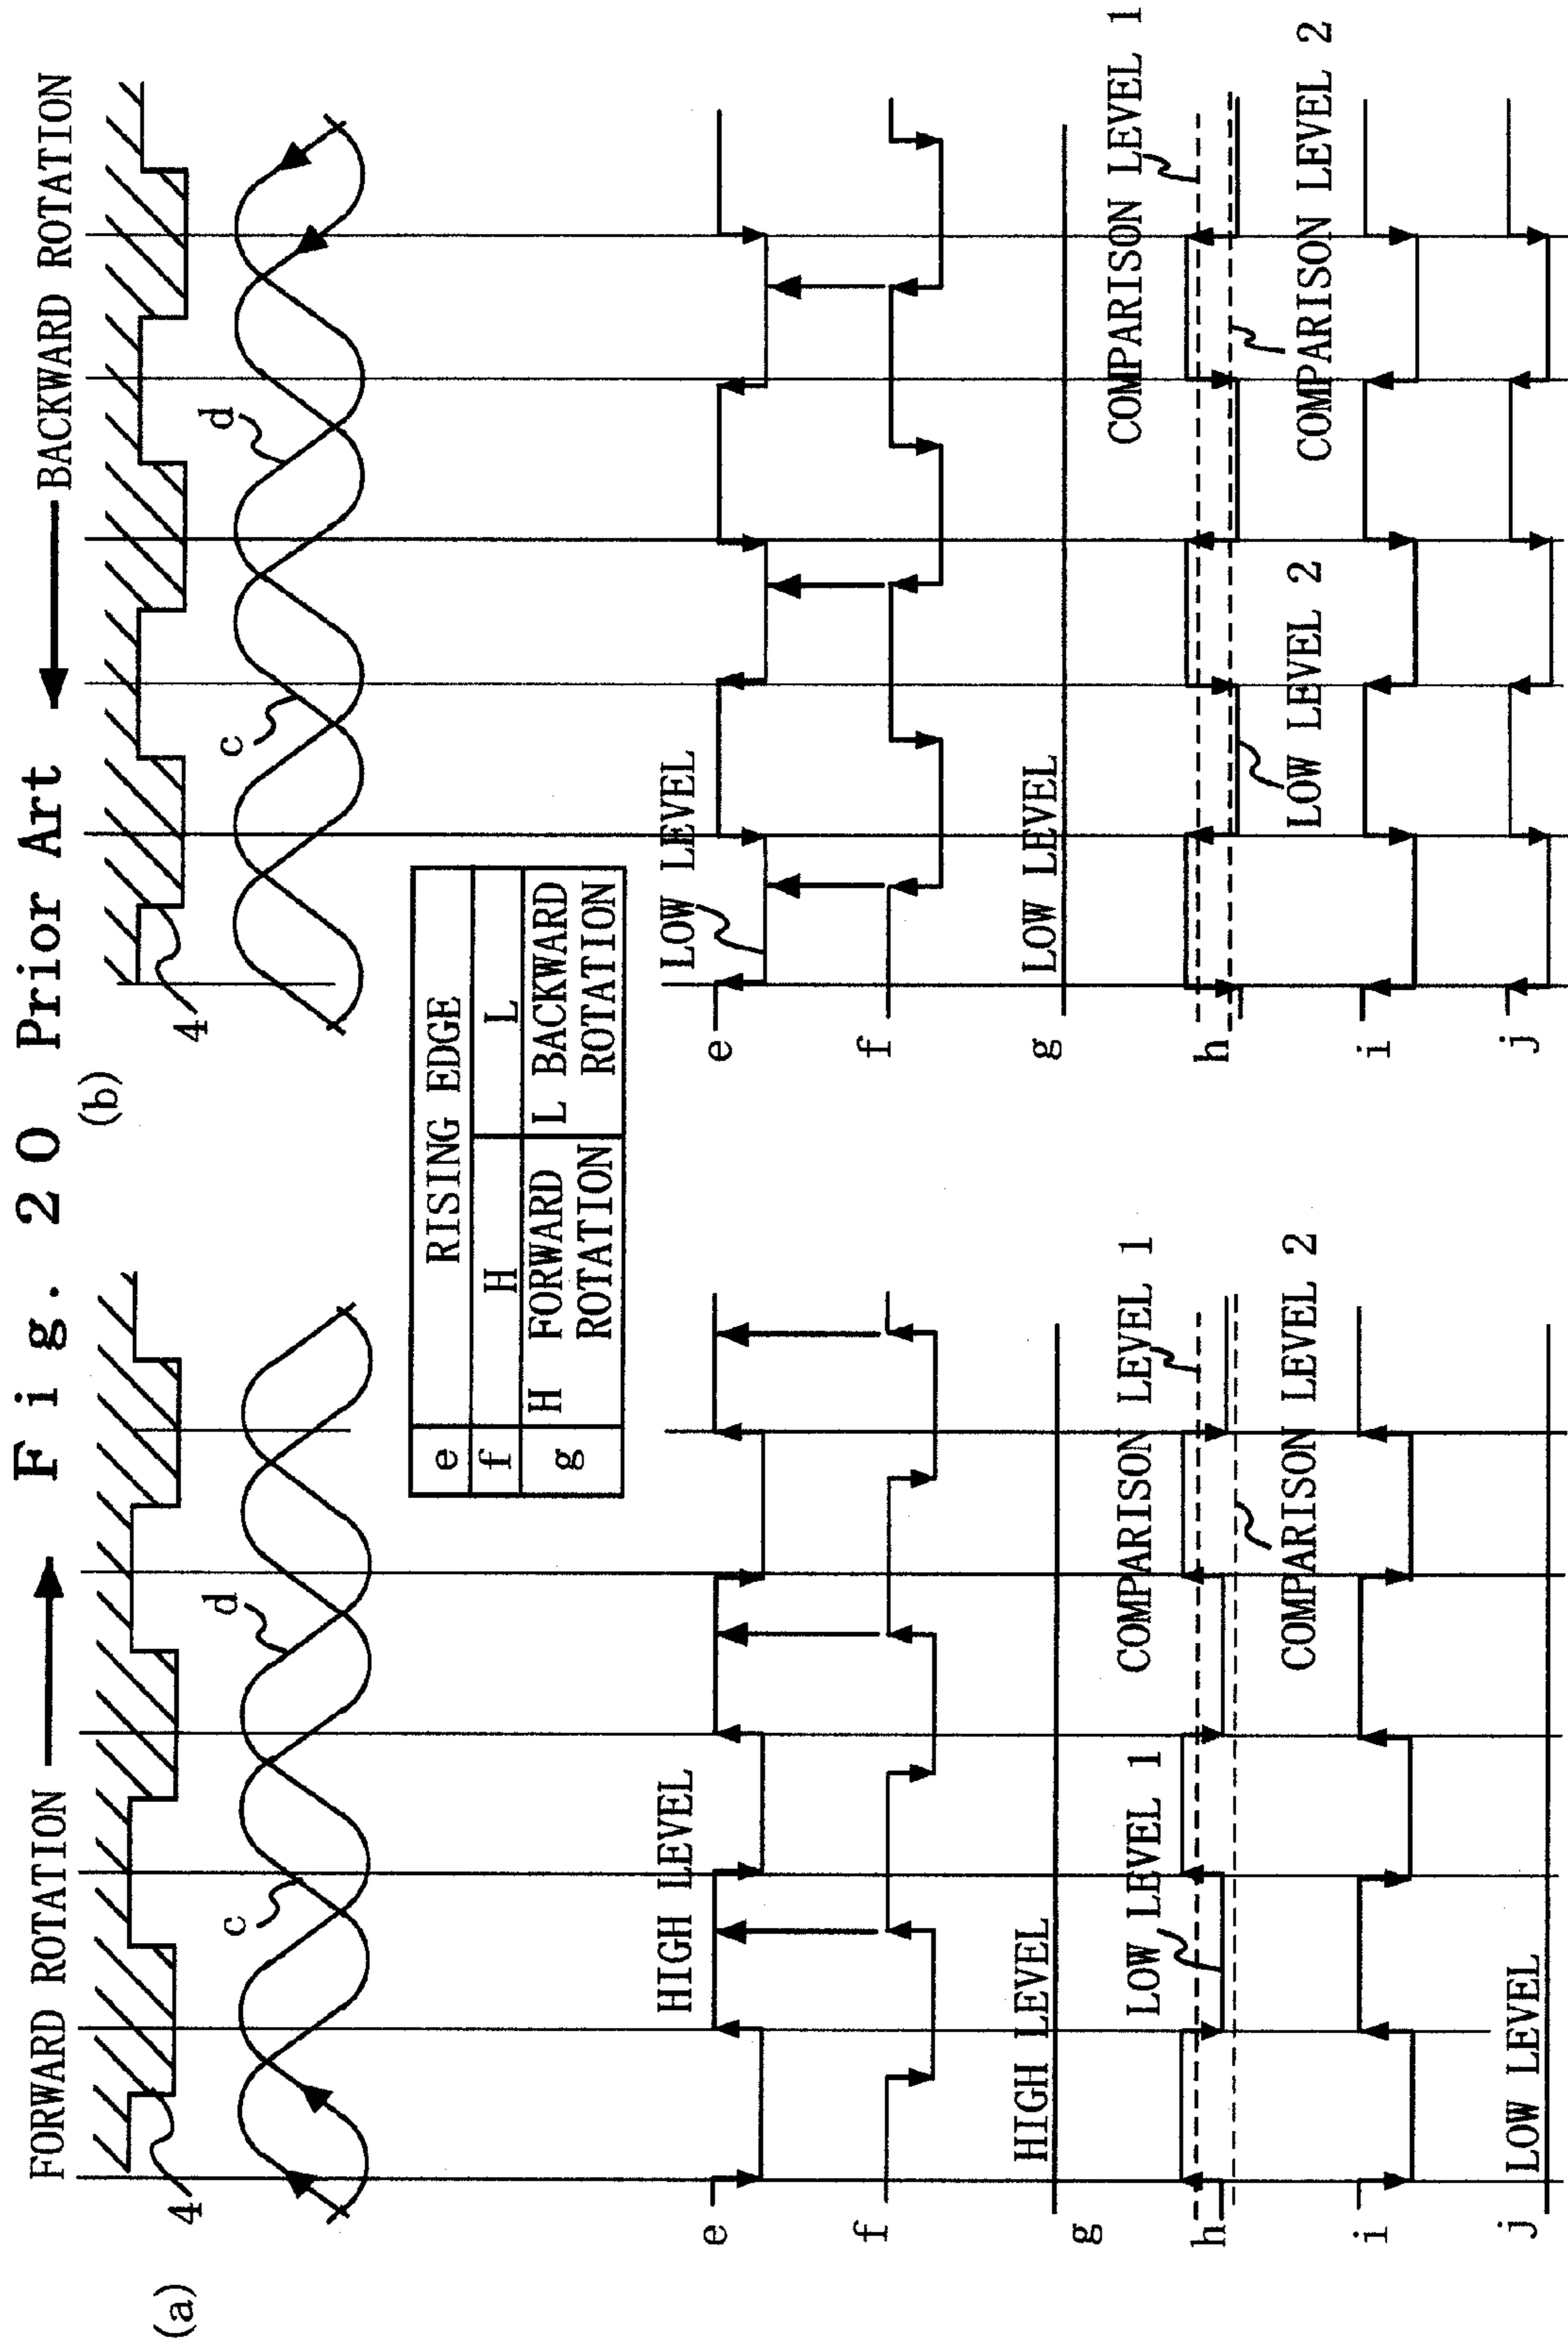 Fig. 20 Prior Art
(a)
FORWARD ROTATION
4
c
d
e
HIGH LEVEL
f
g
HIGH LEVEL
h
LOW LEVEL 1
COMPARISON LEVEL 1
COMPARISON LEVEL 2
i
j
LOW LEVEL
e RISING EDGE
f H L
g H FORWARD ROTATION L BACKWARD ROTATION
(b)
BACKWARD ROTATION
4
c
d
e
LOW LEVEL
f
g
LOW LEVEL
h
LOW LEVEL 2
COMPARISON LEVEL 1
COMPARISON LEVEL 2
i
j